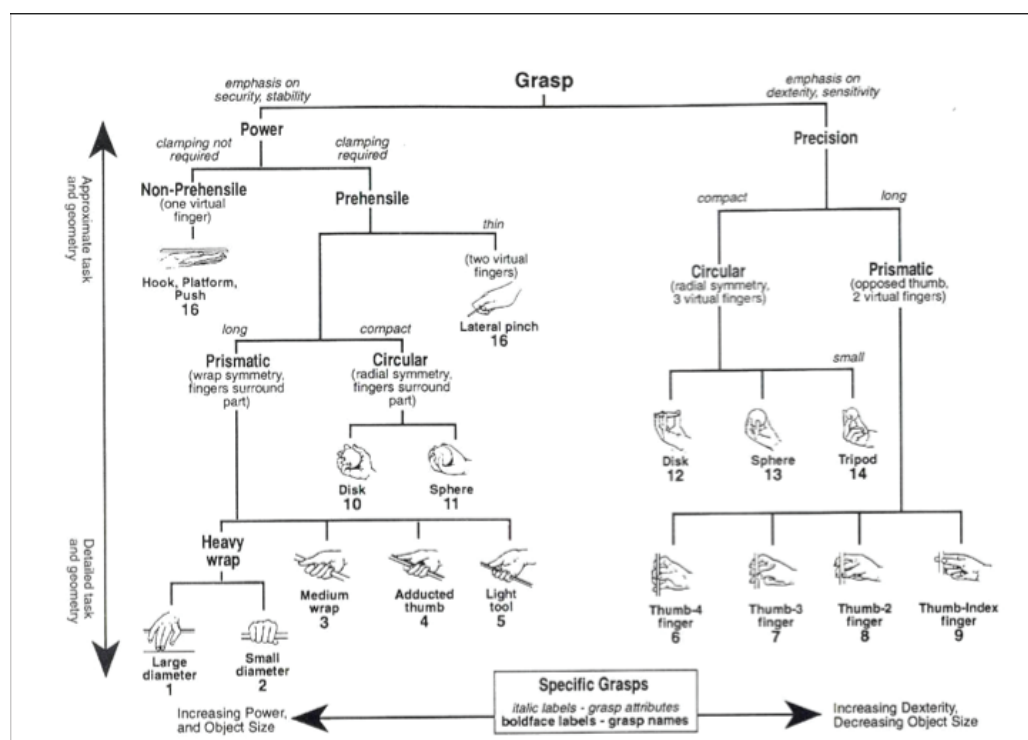 Grasp
emphasis on
security, stability
emphasis on
dexterity, sensitivity
Power
Precision
clamping not
required
clamping
required
Non-Prehensile
(one virtual
finger)
Prehensile
Hook, Platform,
Push
16
thin
(two virtual
fingers)
Lateral pinch
16
compact
long
Circular
(radial symmetry,
3 virtual fingers)
Prismatic
(opposed thumb,
2 virtual fingers)
long
compact
Prismatic
(wrap symmetry,
fingers surround
part)
Circular
(radial symmetry,
fingers surround
part)
small
Disk
10
Sphere
11
Disk
12
Sphere
13
Tripod
14
Heavy
wrap
Medium
wrap
3
Adducted
thumb
4
Light
tool
5
Large
diameter
1
Small
diameter
2
Thumb-4
finger
6
Thumb-3
finger
7
Thumb-2
finger
8
Thumb-Index
finger
9
Approximate task
and geometry
Detailed task
and geometry
Specific Grasps
italic labels - grasp attributes
boldface labels - grasp names
Increasing Power,
and Object Size
Increasing Dexterity,
Decreasing Object Size